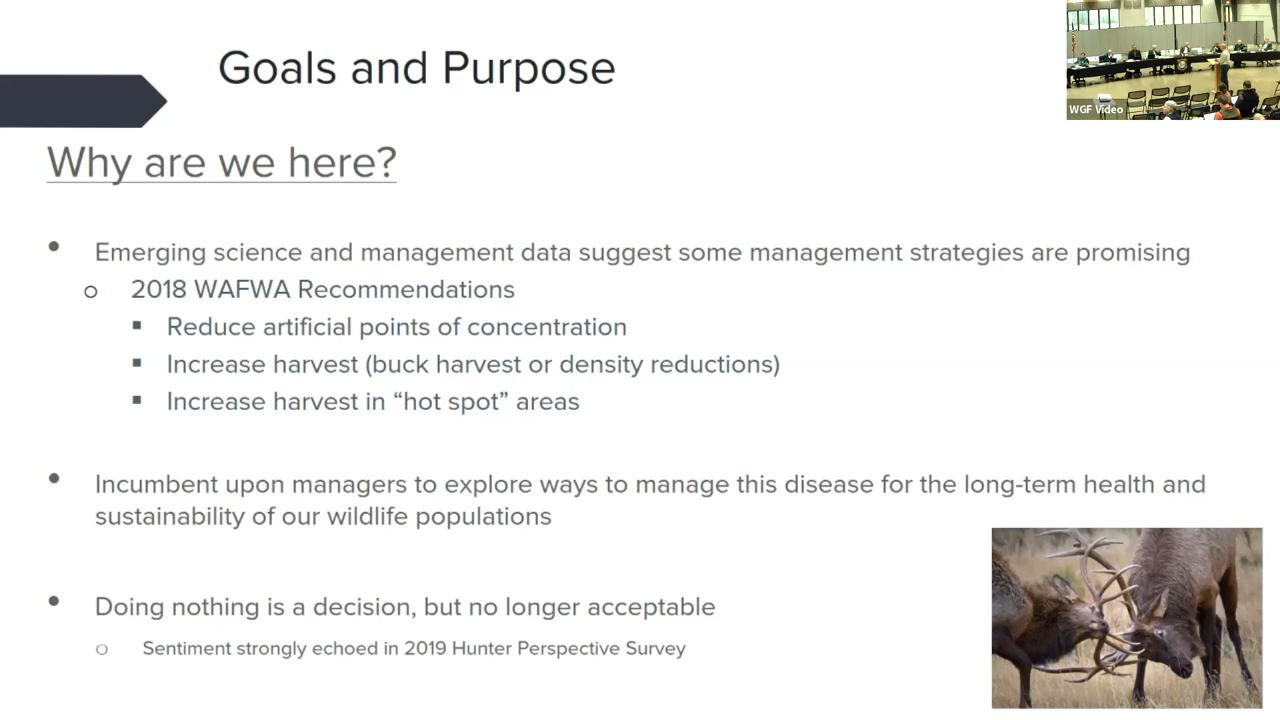 Goals and Purpose
WGF Video
Why are we here?
Emerging science and management data suggest some management strategies are promising
2018 WAFWA Recommendations
Reduce artificial points of concentration
Increase harvest (buck harvest or density reductions)
Increase harvest in “hot spot” areas
Incumbent upon managers to explore ways to manage this disease for the long-term health and
sustainability of our wildlife populations
Doing nothing is a decision, but no longer acceptable
Sentiment strongly echoed in 2019 Hunter Perspective Survey